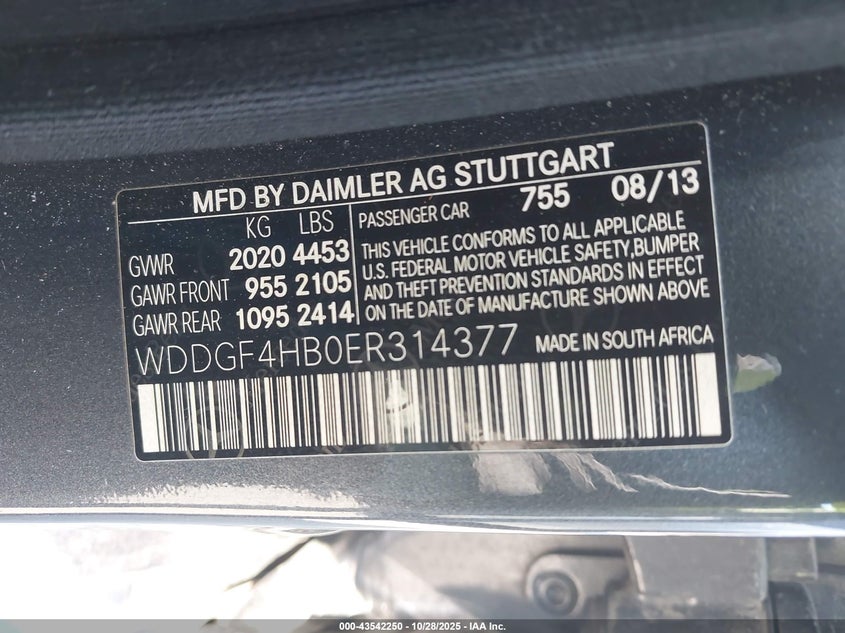 MFD BY DAIMLER AG STUTTGART
KG LBS
GVWR 2020 4453
GAWR FRONT 955 2105
GAWR REAR 1095 2414
PASSENGER CAR 755 08/13
THIS VEHICLE CONFORMS TO ALL APPLICABLE
U.S. FEDERAL MOTOR VEHICLE SAFETY,BUMPER
AND THEFT PREVENTION STANDARDS IN EFFECT
ON THE DATE OF MANUFACTURE SHOWN ABOVE
WDDGF4HB0ER314377 MADE IN SOUTH AFRICA
000-43542250 - 10/28/2025 - IAA Inc.